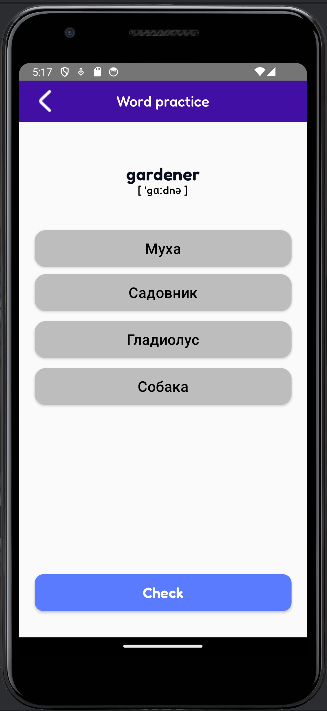 5:17
Word practice
gardener
[ 'gɑ:dnə ]
Муха
Садовник
Гладиолус
Собака
Check